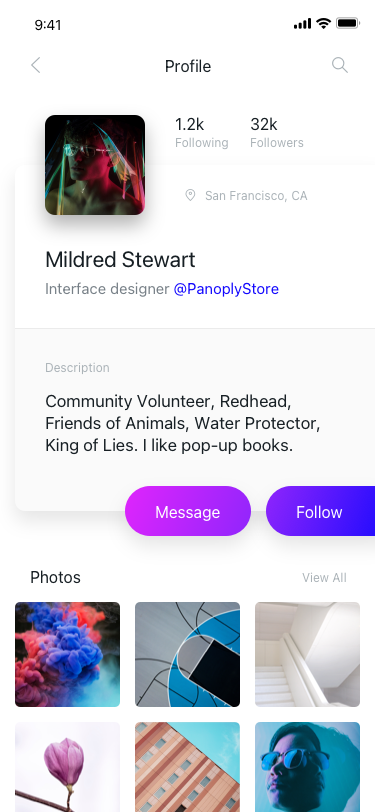 9:41
Profile
1.2k
32k
Following
Followers
San Francisco, CA
Mildred Stewart
Interface designer @PanoplyStore
Description
Community Volunteer, Redhead,
Friends of Animals, Water Protector,
King of Lies. I like pop-up books.
Message
Follow
Photos
View All